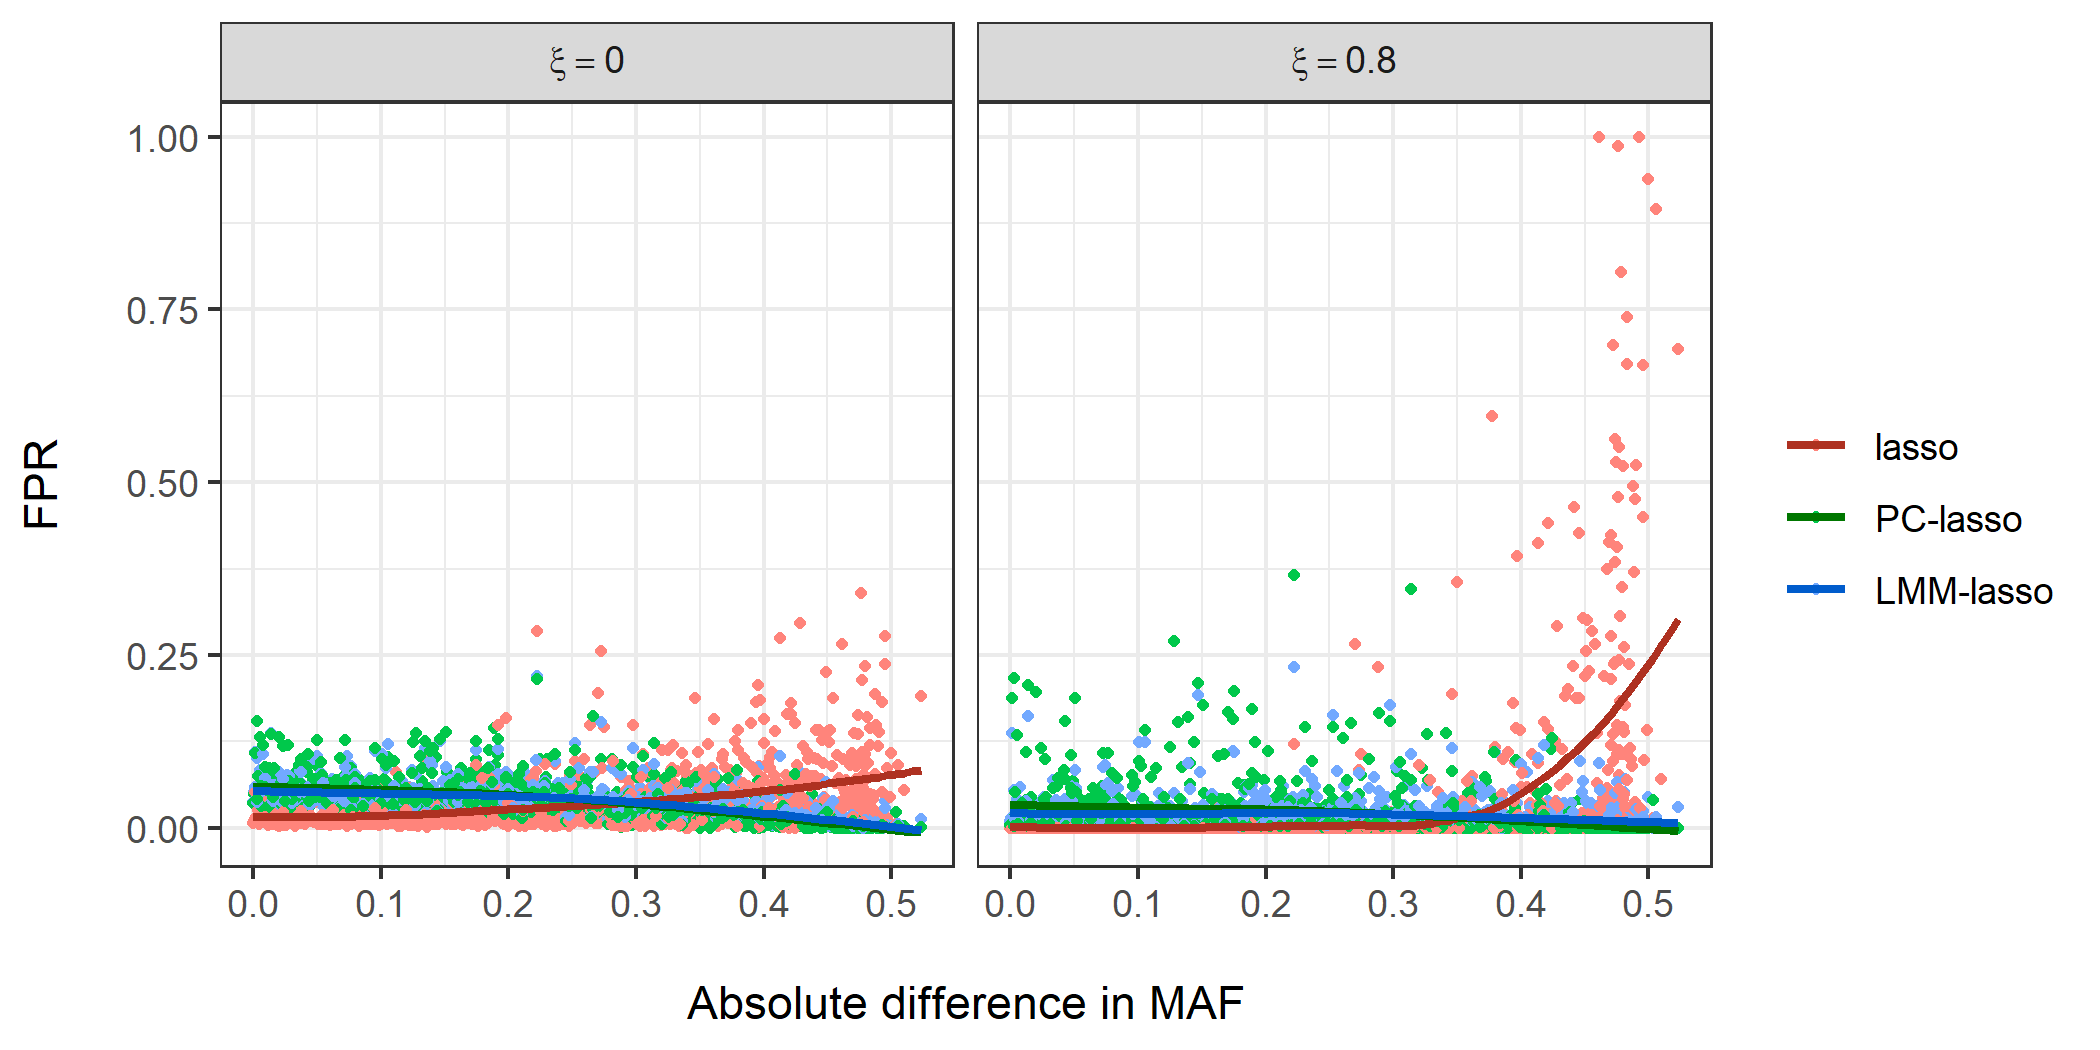 ξ = 0
ξ = 0.8
1.00
0.75
0.50
0.25
0.00
FPR
0.0 0.1 0.2 0.3 0.4 0.5
0.0 0.1 0.2 0.3 0.4 0.5
Absolute difference in MAF
lasso
PC-lasso
LMM-lasso